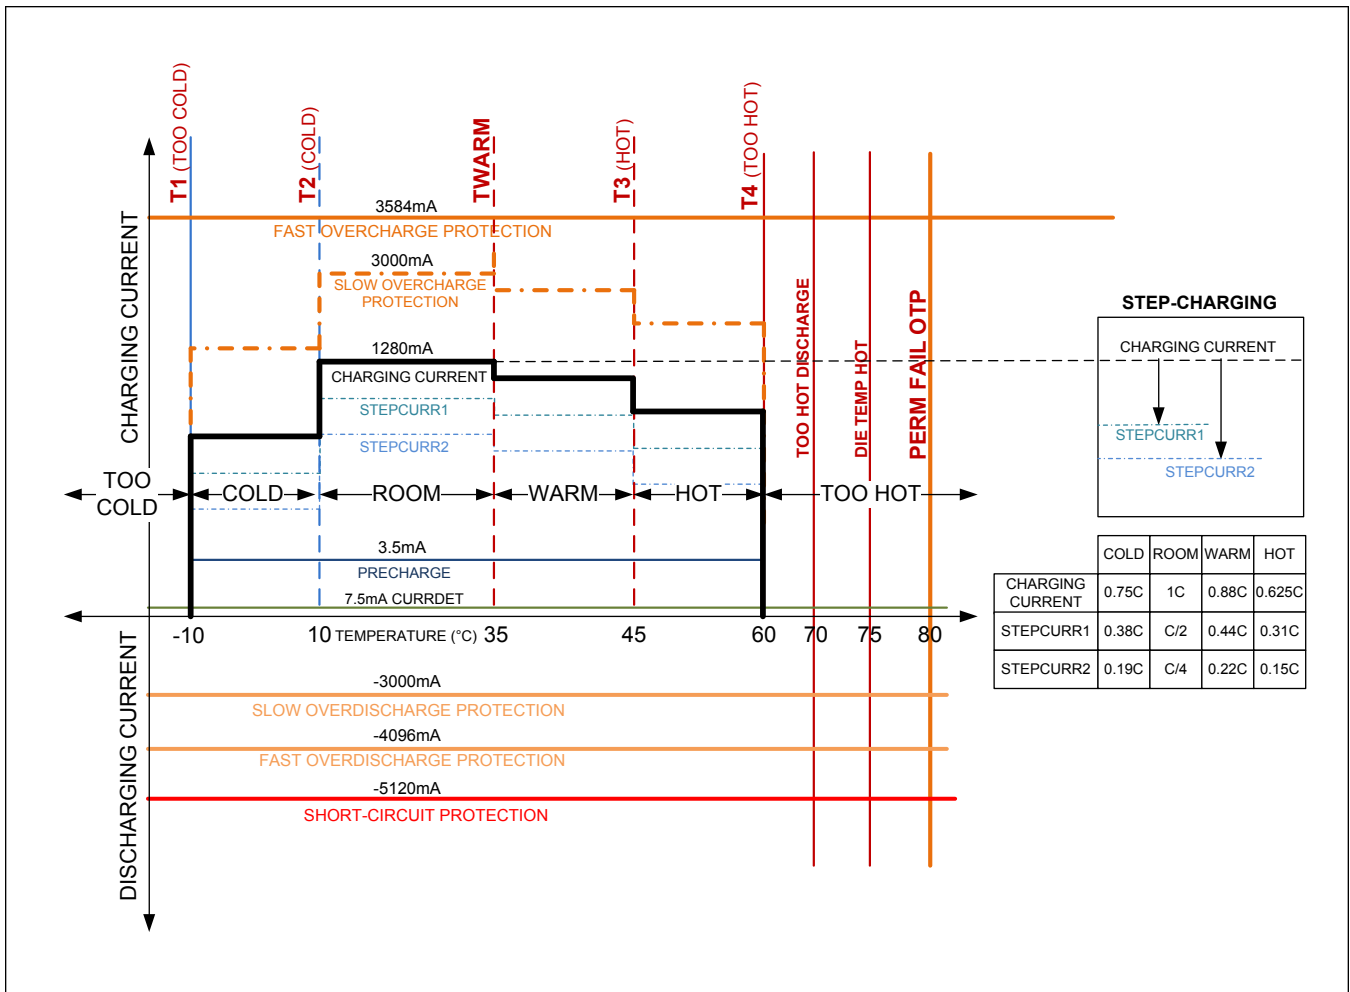 T1 (TOO COLD)
T2 (COLD)
TWARM
T3 (HOT)
T4 (TOO HOT)
CHARGING CURRENT
3584mA
FAST OVERCHARGE PROTECTION
3000mA
SLOW OVERCHARGE
PROTECTION
1280mA
CHARGING CURRENT
STEPCURR1
STEPCURR2
TOO HOT DISCHARGE
DIE TEMP HOT
PERM FAIL OTP
TOO
COLD
COLD
ROOM
WARM
HOT
TOO HOT
3.5mA
PRECHARGE
7.5mA CURRDET
-10
10 TEMPERATURE (°C) 35
45
60
70
75
80
DISCHARGING CURRENT
-3000mA
SLOW OVERDISCHARGE PROTECTION
-4096mA
FAST OVERDISCHARGE PROTECTION
-5120mA
SHORT-CIRCUIT PROTECTION
STEP-CHARGING
CHARGING CURRENT
STEPCURR1
STEPCURR2
COLD ROOM WARM HOT
CHARGING
CURRENT 0.75C 1C 0.88C 0.625C
STEPCURR1 0.38C C/2 0.44C 0.31C
STEPCURR2 0.19C C/4 0.22C 0.15C